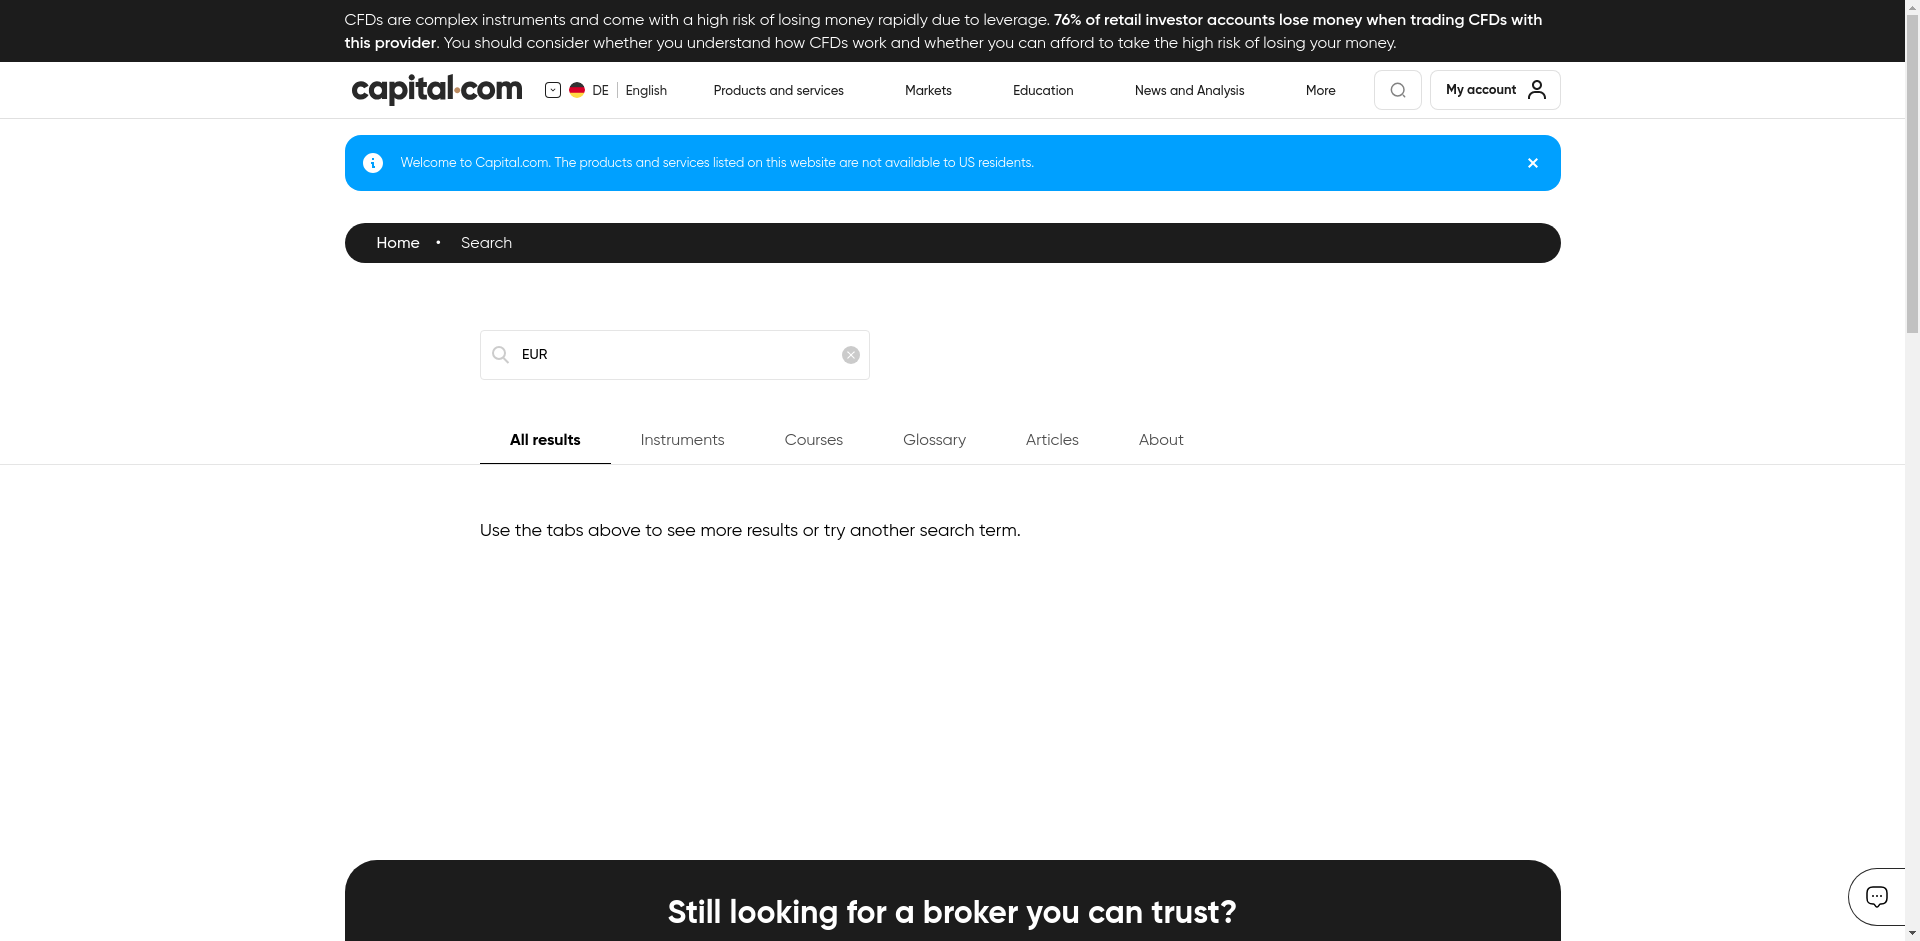 CFDs are complex instruments and come with a high risk of losing money rapidly due to leverage. 76% of retail investor accounts lose money when trading CFDs with
this provider. You should consider whether you understand how CFDs work and whether you can afford to take the high risk of losing your money.
capital.com DE English Products and services Markets Education News and Analysis More My account
Welcome to Capital.com. The products and services listed on this website are not available to US residents.
Home • Search
EUR
All results Instruments Courses Glossary Articles About
Use the tabs above to see more results or try another search term.
Still looking for a broker you can trust?